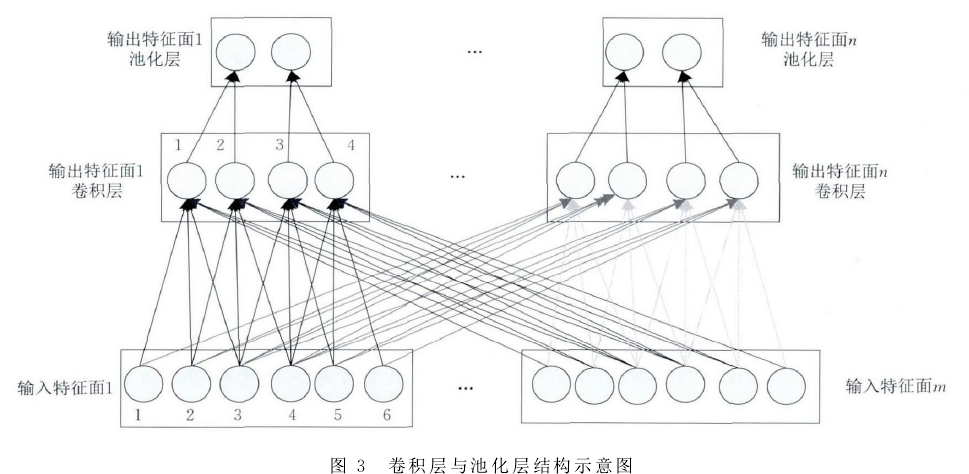 输出特征面1
池化层
...
输出特征面n
池化层
1 2 3 4
输出特征面1
卷积层
...
输出特征面n
卷积层
输入特征面1
...
输入特征面m
1 2 3 4 5 6
图 3 卷积层与池化层结构示意图